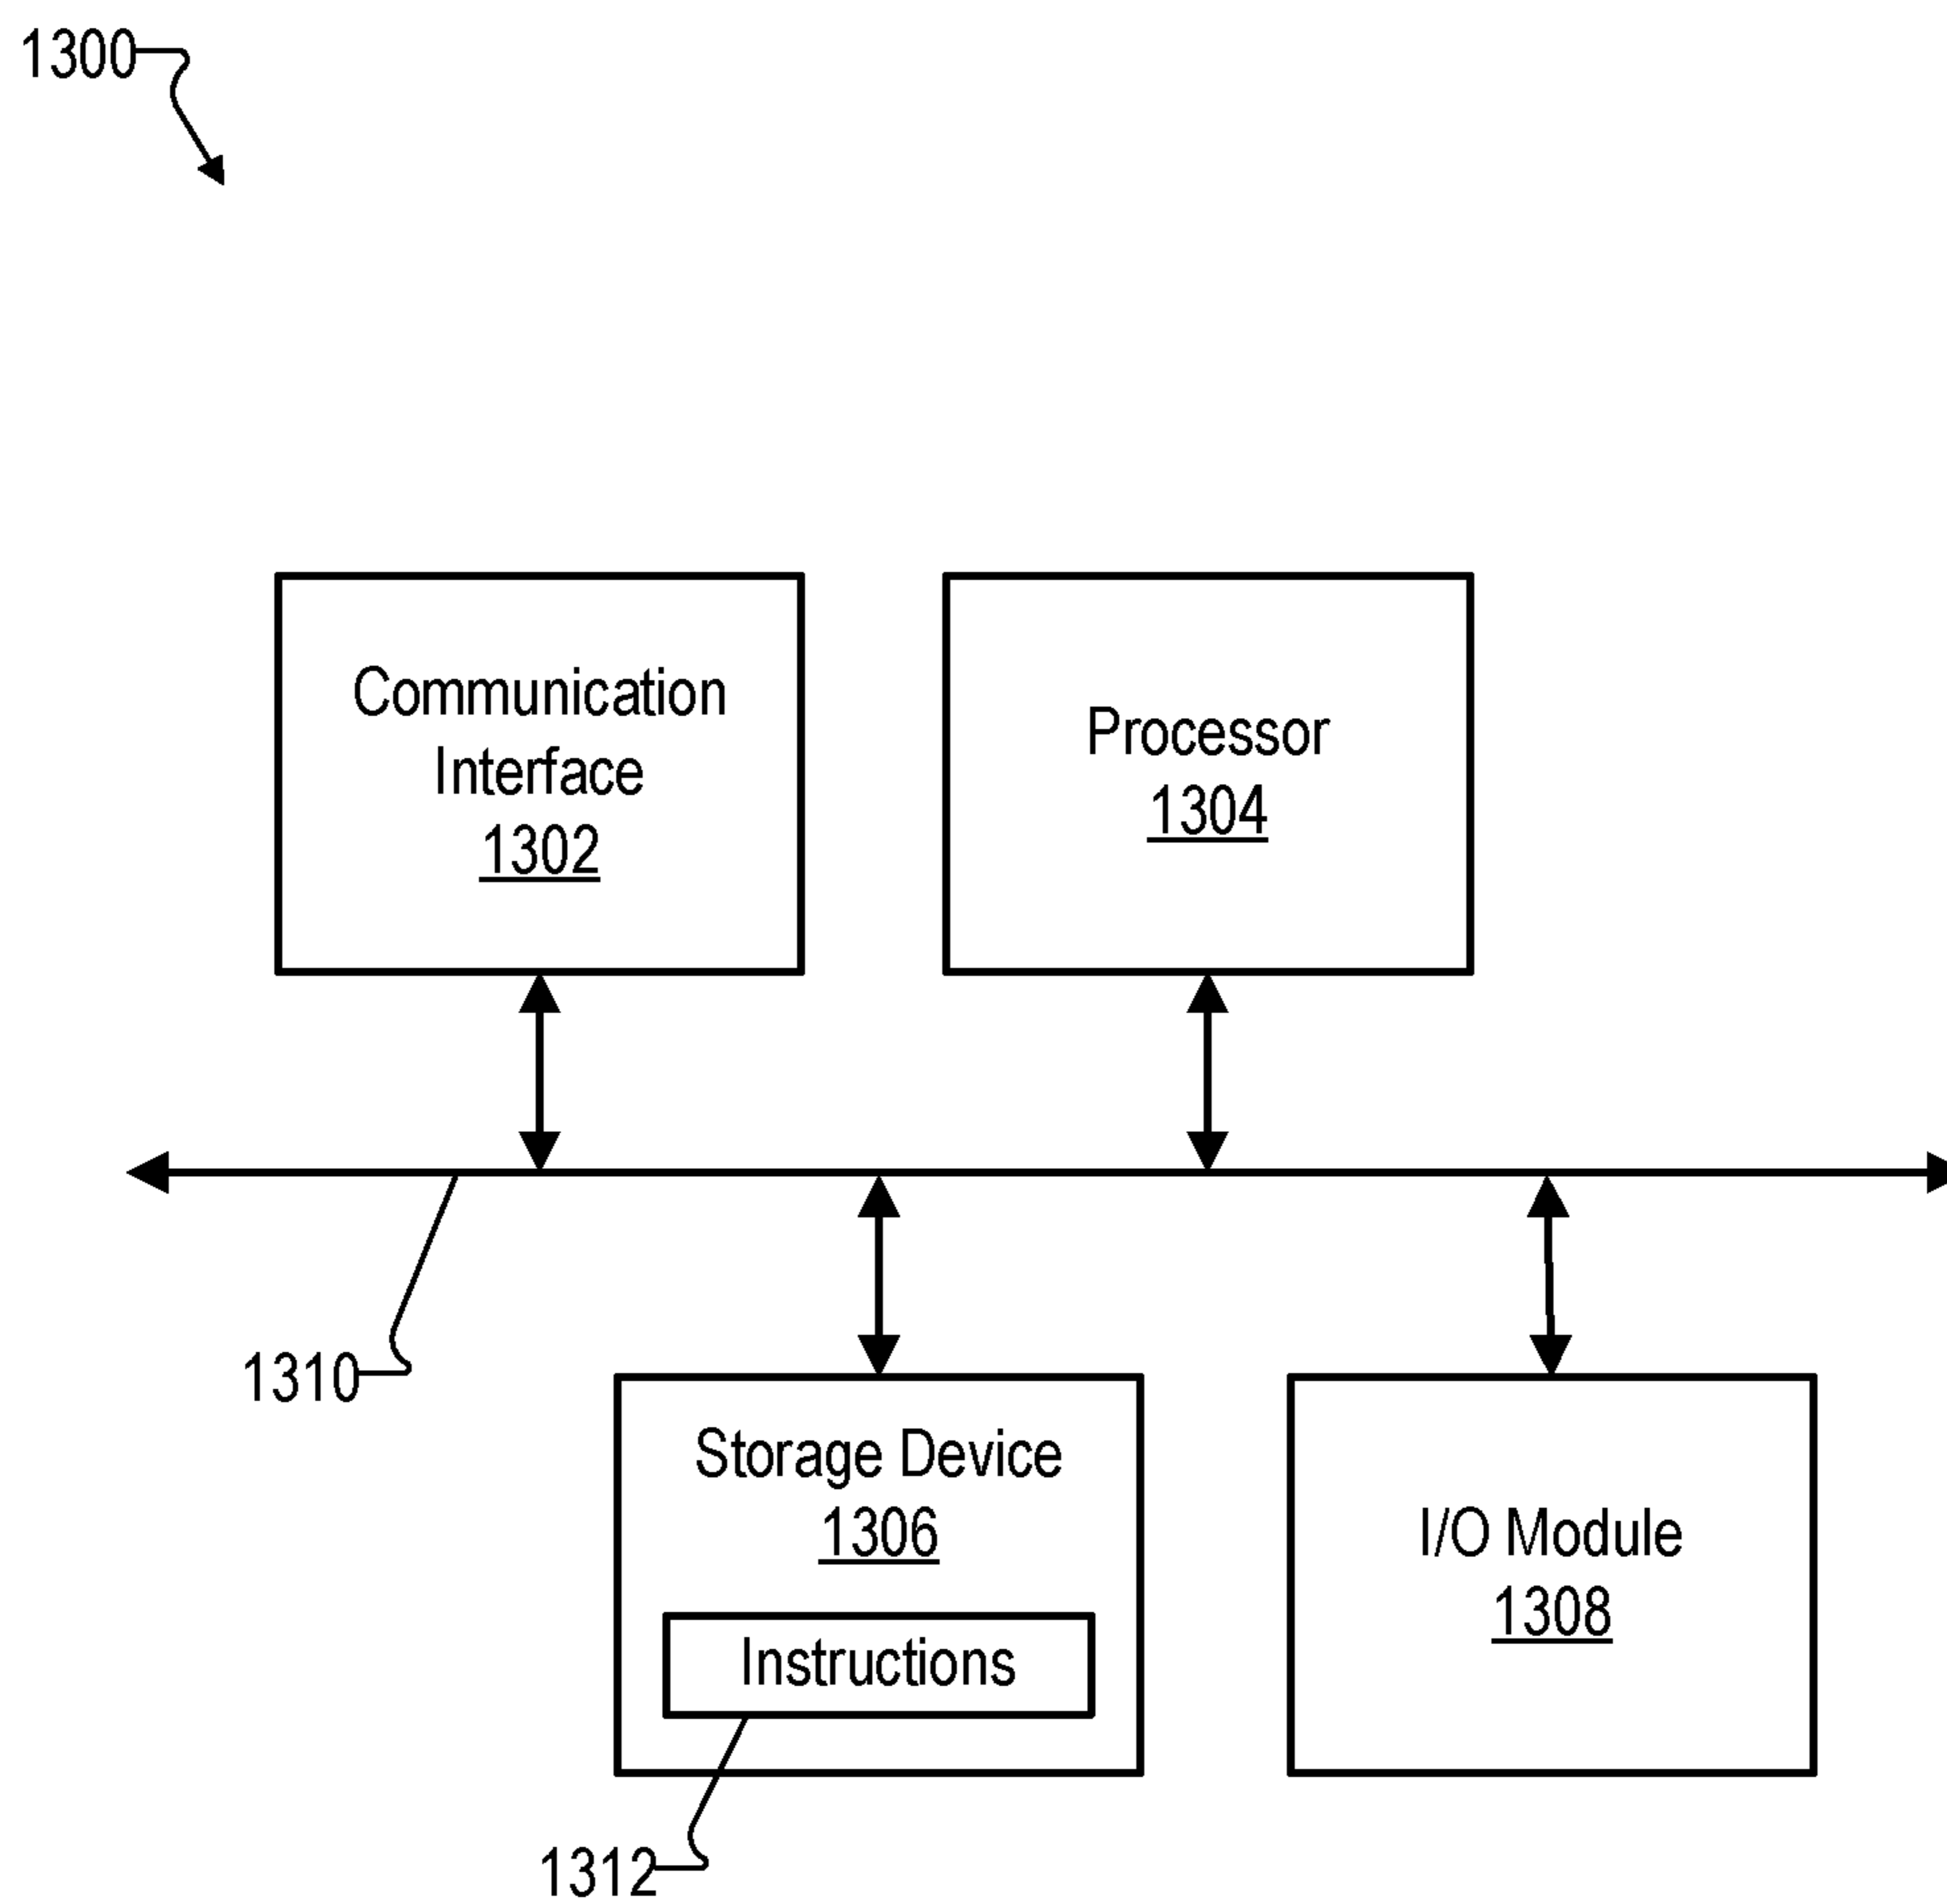 1300
Communication
Interface
1302
Processor
1304
1310
Storage Device
1306
Instructions
I/O Module
1308
1312